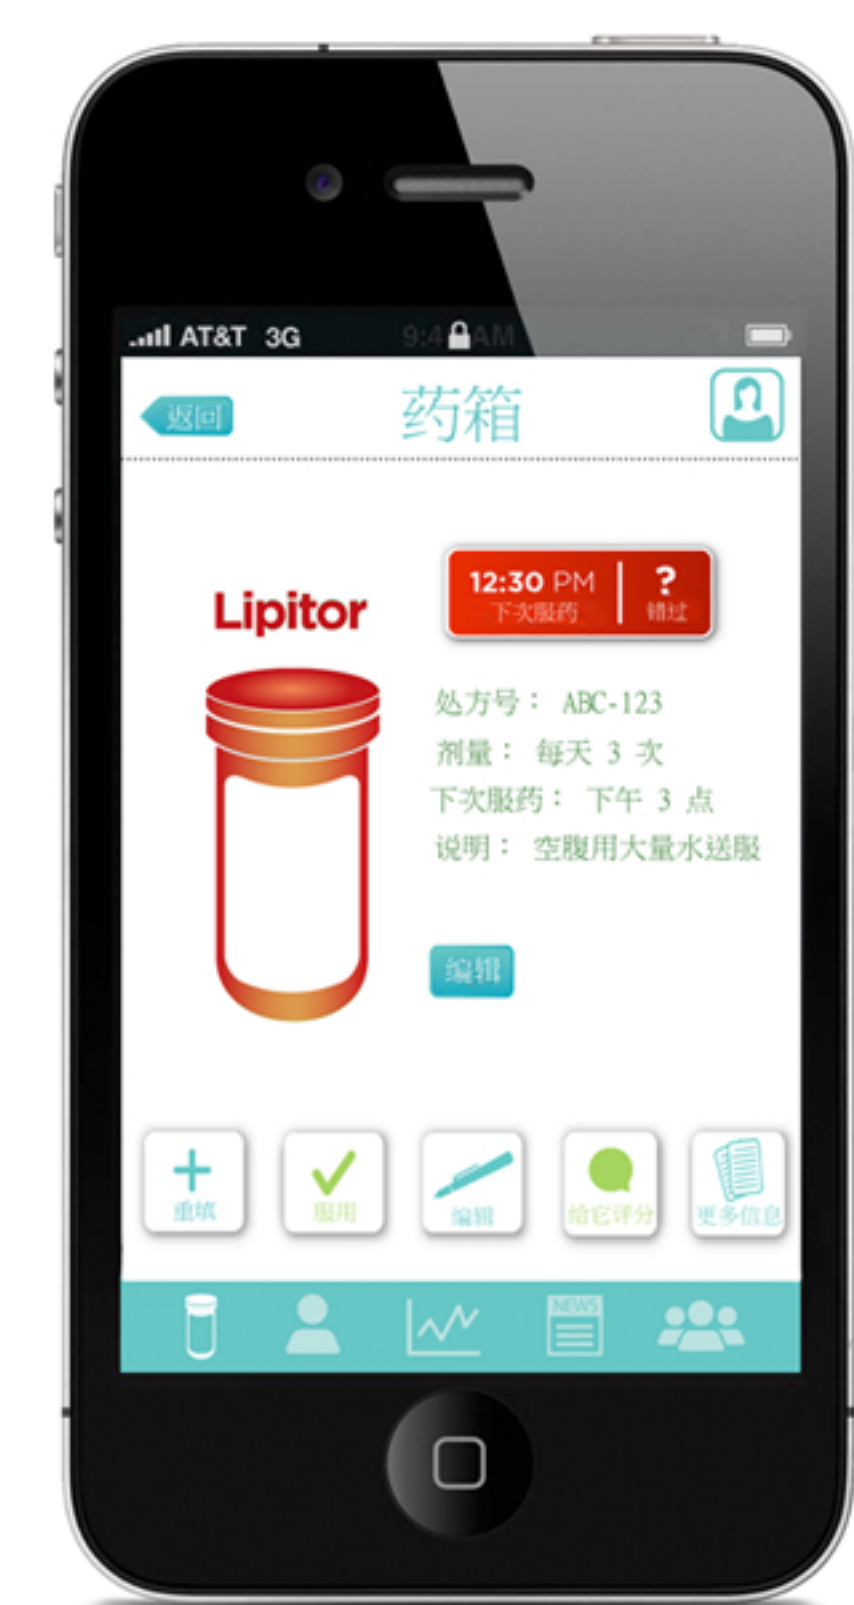 AT&T 3G 9:4 AM
返回
药箱
Lipitor
12:30 PM
下次服药
?
错过
处方号： ABC-123
剂量： 每天 3 次
下次服药： 下午 3 点
说明： 空腹用大量水送服
编辑
重填
服用
编辑
给它评分
更多信息
NEWS